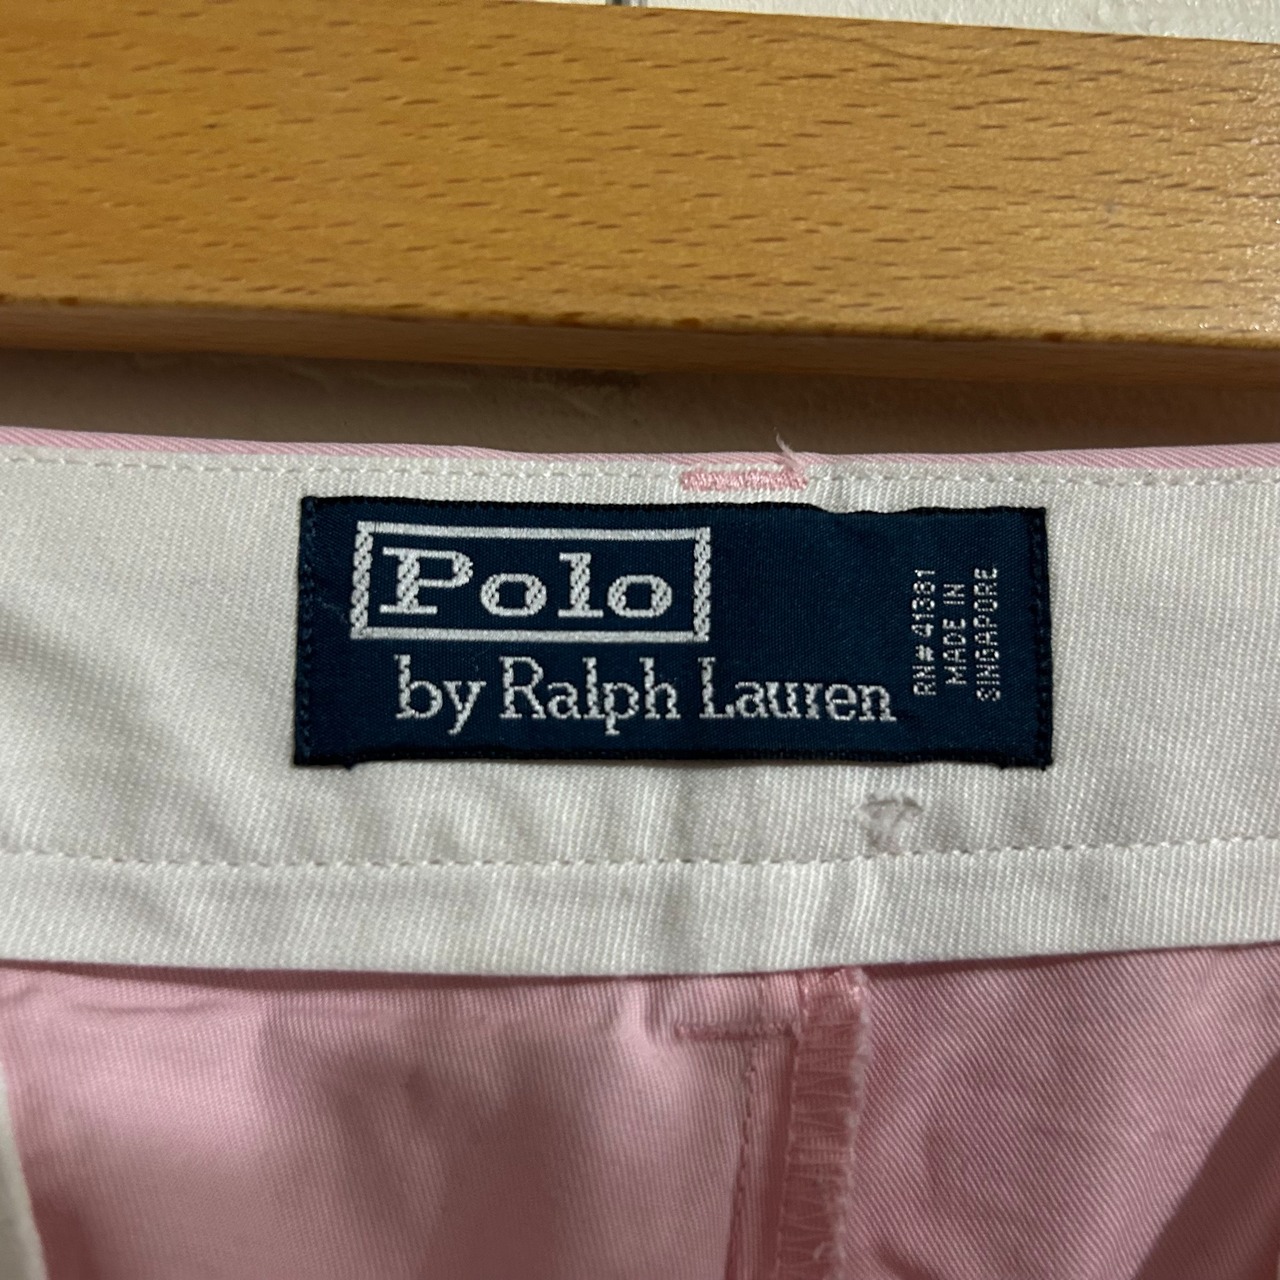 Polo
by Ralph Lauren
RN# 41381
MADE IN
SINGAPORE